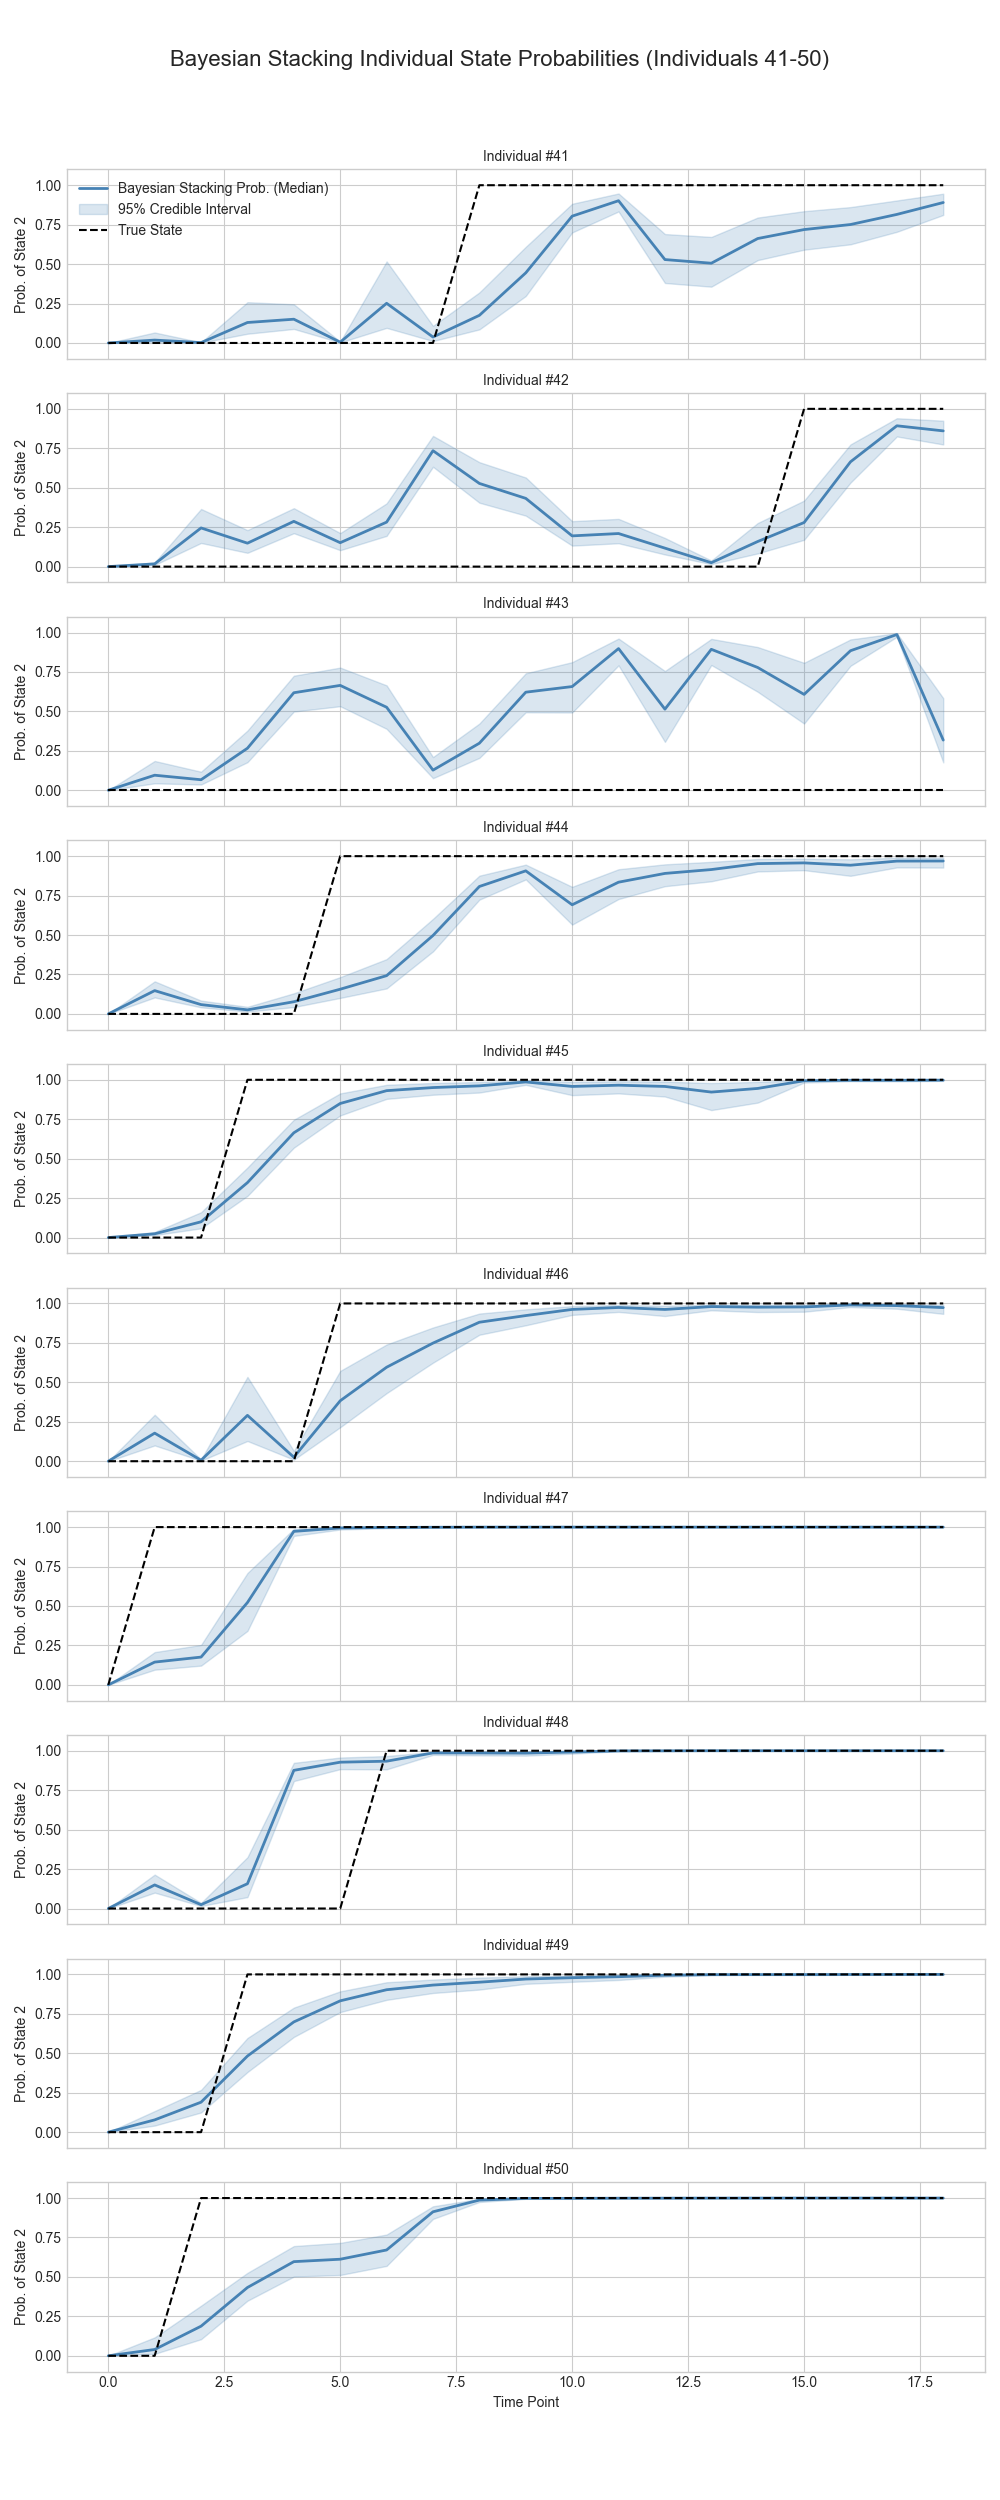 Bayesian Stacking Individual State Probabilities (Individuals 41-50)
Individual #41
Bayesian Stacking Prob. (Median)
95% Credible Interval
True State
Prob. of State 2
1.00
0.75
0.50
0.25
0.00
Individual #42
Prob. of State 2
1.00
0.75
0.50
0.25
0.00
Individual #43
Prob. of State 2
1.00
0.75
0.50
0.25
0.00
Individual #44
Prob. of State 2
1.00
0.75
0.50
0.25
0.00
Individual #45
Prob. of State 2
1.00
0.75
0.50
0.25
0.00
Individual #46
Prob. of State 2
1.00
0.75
0.50
0.25
0.00
Individual #47
Prob. of State 2
1.00
0.75
0.50
0.25
0.00
Individual #48
Prob. of State 2
1.00
0.75
0.50
0.25
0.00
Individual #49
Prob. of State 2
1.00
0.75
0.50
0.25
0.00
Individual #50
Prob. of State 2
1.00
0.75
0.50
0.25
0.00
0.0 2.5 5.0 7.5 10.0 12.5 15.0 17.5
Time Point